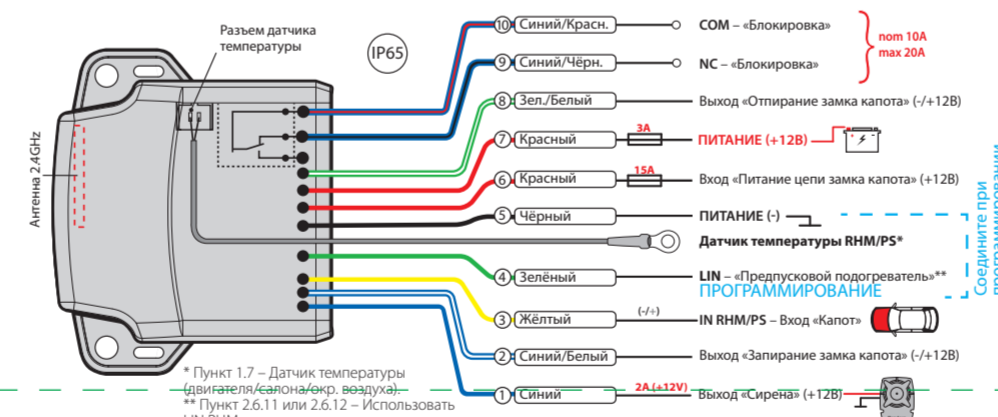 Разъем датчика
температуры
IP65
Антенна 2.4GHz
10 Синий/Красн. COM – «Блокировка»
nom 10A
max 20A
9 Синий/Чёрн. NC – «Блокировка»
8 Зел./Белый Выход «Отпирание замка капота» (-/+12В)
7 Красный 3A ПИТАНИЕ (+12В)
6 Красный 15A Вход «Питание цепи замка капота» (+12В)
5 Чёрный ПИТАНИЕ (-)
Датчик температуры RHM/PS*
4 Зелёный LIN – «Предпусковой подогреватель»**
ПРОГРАММИРОВАНИЕ
Соедините при
программировании
3 Жёлтый (-/+) IN RHM/PS – Вход «Капот»
2 Синий/Белый Выход «Запирание замка капота» (-/+12В)
1 Синий 2A (+12V) Выход «Сирена» (+12В)
* Пункт 1.7 – Датчик температуры
(двигателя/салона/окр. воздуха).
** Пункт 2.6.11 или 2.6.12 – Использовать